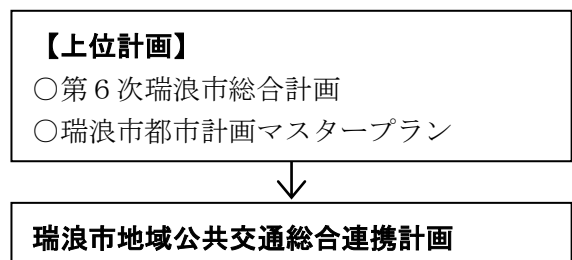 【上位計画】
○第６次瑞浪市総合計画
○瑞浪市都市計画マスタープラン
瑞浪市地域公共交通総合連携計画